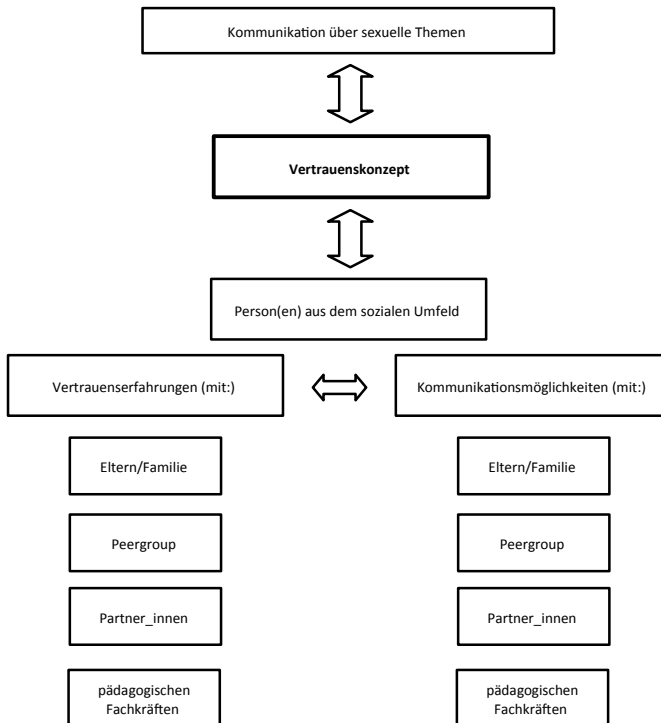 Kommunikation über sexuelle Themen
Vertrauenskonzept
Person(en) aus dem sozialen Umfeld
Vertrauenserfahrungen (mit:)
Kommunikationsmöglichkeiten (mit:)
Eltern/Familie
Eltern/Familie
Peergroup
Peergroup
Partner_innen
Partner_innen
pädagogischen
Fachkräften
pädagogischen
Fachkräften